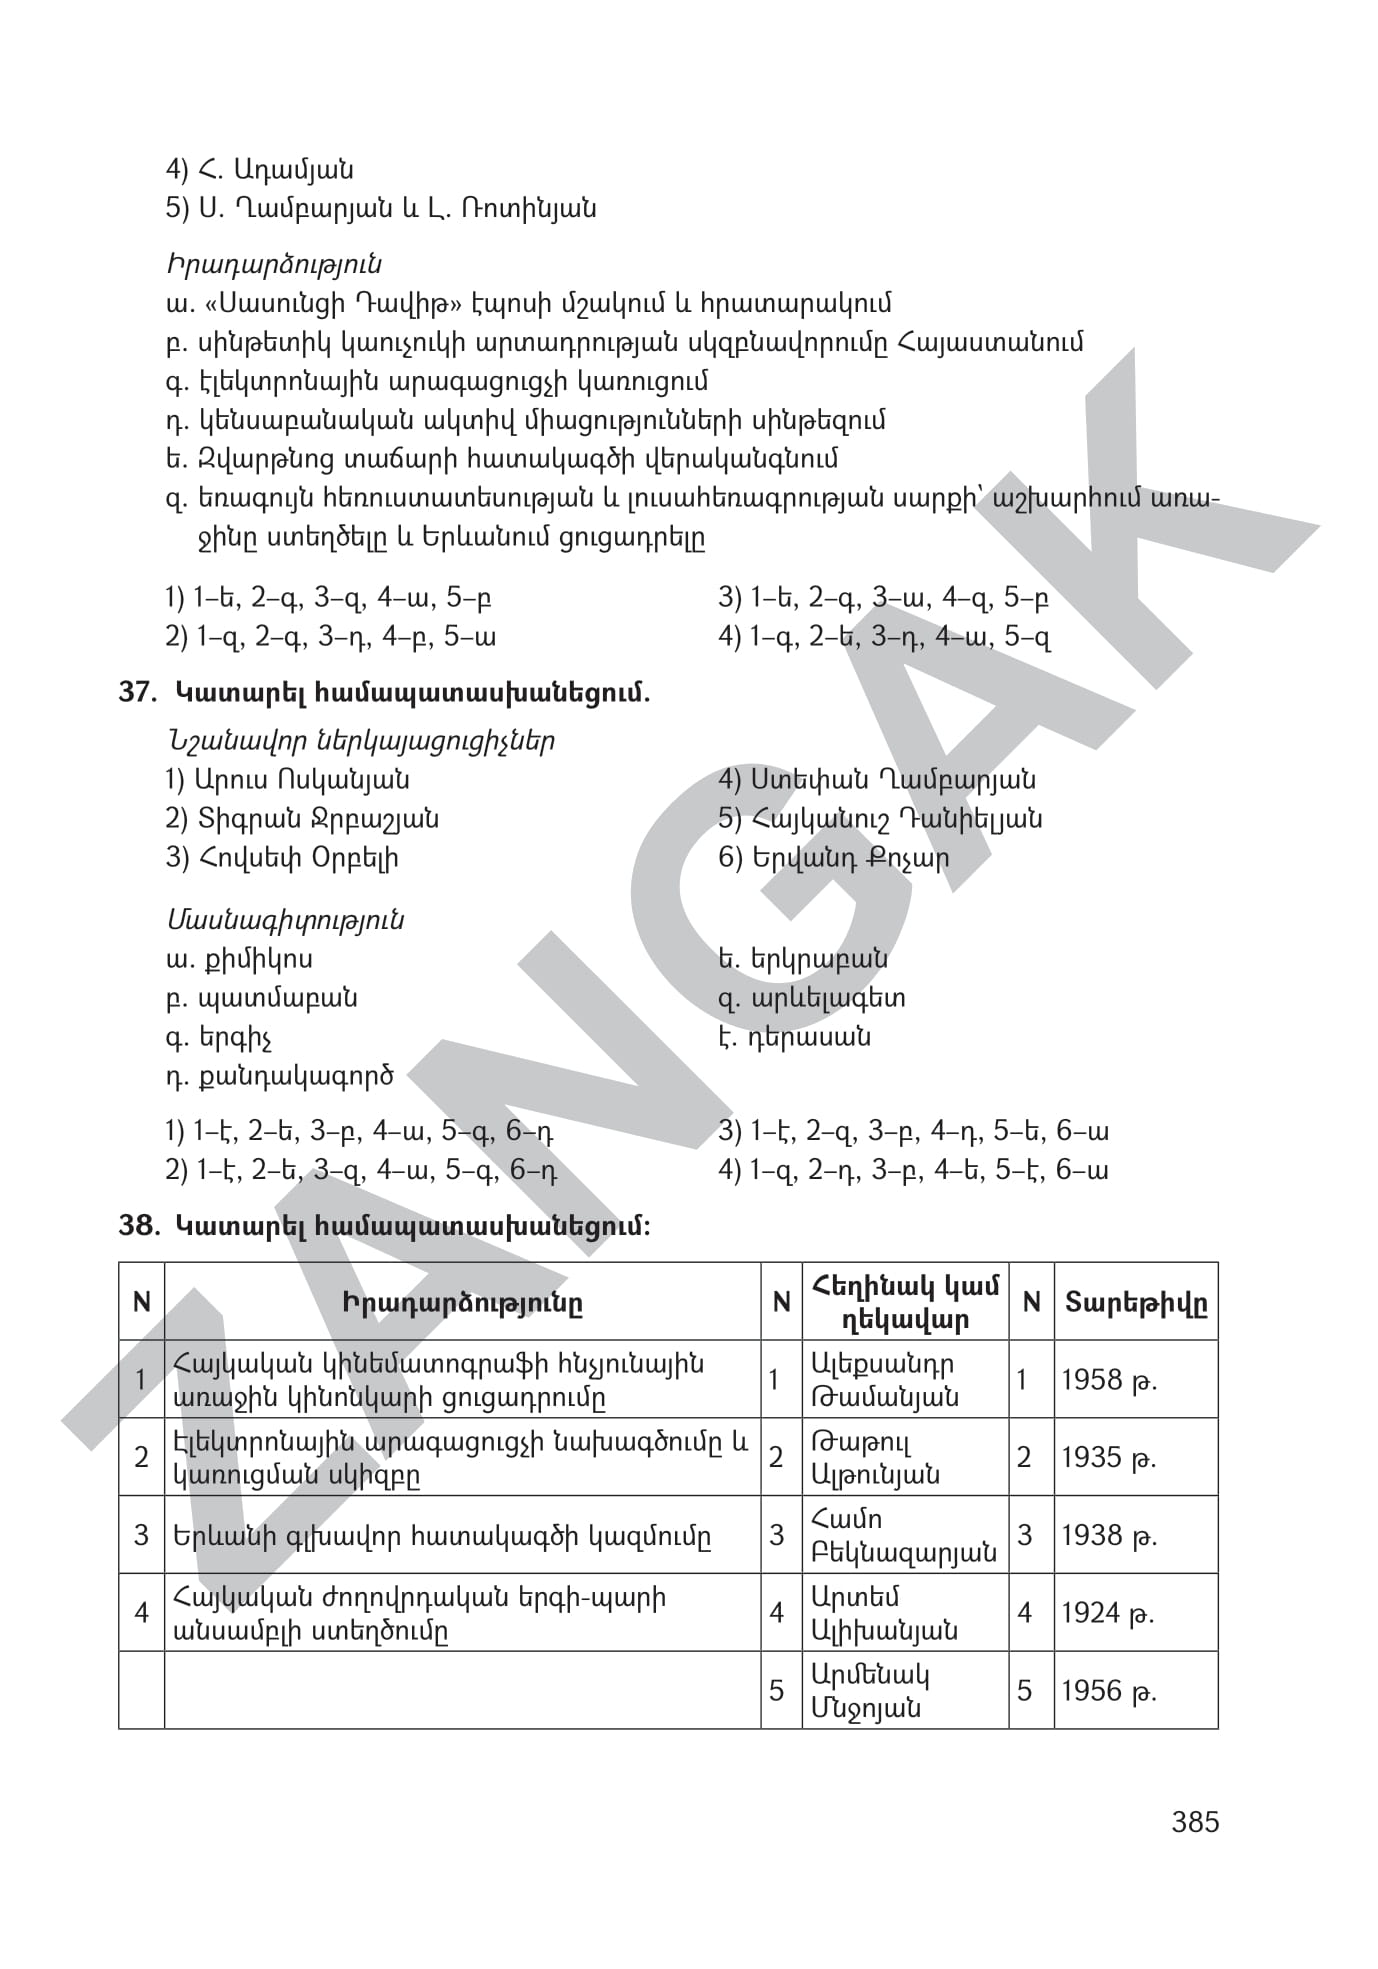 4) Հ. Ադամյան
5) Ս. Ղամբարյան և Լ. Ռոտինյան
Իրադարձություն
ա. «Սասունցի Դավիթ» էպոսի մշակում և հրատարակում
բ. սինթետիկ կաուչուկի արտադրության սկզբնավորումը Հայաստանում
գ. էլեկտրոնային արագացուցչի կառուցում
դ. կենսաբանական ակտիվ միացությունների սինթեզում
ե. Զվարթնոց տաճարի հատակագծի վերականգնում
զ. եռագույն հեռուստատեսության և լուսահեռագրության սարքի՝ աշխարհում առա-
ջինը ստեղծելը և Երևանում ցուցադրելը
1) 1–ե, 2–գ, 3–զ, 4–ա, 5–բ
3) 1–ե, 2–գ, 3–ա, 4–զ, 5–բ
2) 1–զ, 2–գ, 3–դ, 4–բ, 5–ա
4) 1–գ, 2–ե, 3–դ, 4–ա, 5–զ
37. Կատարել համապատասխանեցում.
Նշանավոր ներկայացուցիչներ
1) Արուս Ոսկանյան
4) Ստեփան Ղամբարյան
2) Տիգրան Ջրբաշյան
5) Հայկանուշ Դանիելյան
3) Հովսեփ Օրբելի
6) Երվանդ Քոչար
Մասնագիտություն
ա. քիմիկոս
ե. երկրաբան
բ. պատմաբան
զ. արևելագետ
գ. երգիչ
է. դերասան
դ. քանդակագործ
1) 1–է, 2–ե, 3–բ, 4–ա, 5–գ, 6–դ
3) 1–է, 2–զ, 3–բ, 4–դ, 5–ե, 6–ա
2) 1–է, 2–ե, 3–զ, 4–ա, 5–գ, 6–դ
4) 1–զ, 2–դ, 3–բ, 4–ե, 5–է, 6–ա
38. Կատարել համապատասխանեցում:
N Իրադարձությունը N Հեղինակ կամ ղեկավար N Տարեթիվը
1 Հայկական կինեմատոգրաֆի հնչյունային
առաջին կինոնկարի ցուցադրումը
1 Ալեքսանդր
Թամանյան
1 1958 թ.
2 Էլեկտրոնային արագացուցչի նախագծումը և
կառուցման սկիզբը
2 Թաթուլ
Ալթունյան
2 1935 թ.
3 Երևանի գլխավոր հատակագծի կազմումը
3 Համո
Բեկնազարյան
3 1938 թ.
4 Հայկական ժողովրդական երգի-պարի
անսամբլի ստեղծումը
4 Արտեմ
Ալիխանյան
4 1924 թ.
5 Արմենակ
Մնջոյան
5 1956 թ.
385
ZANGAK